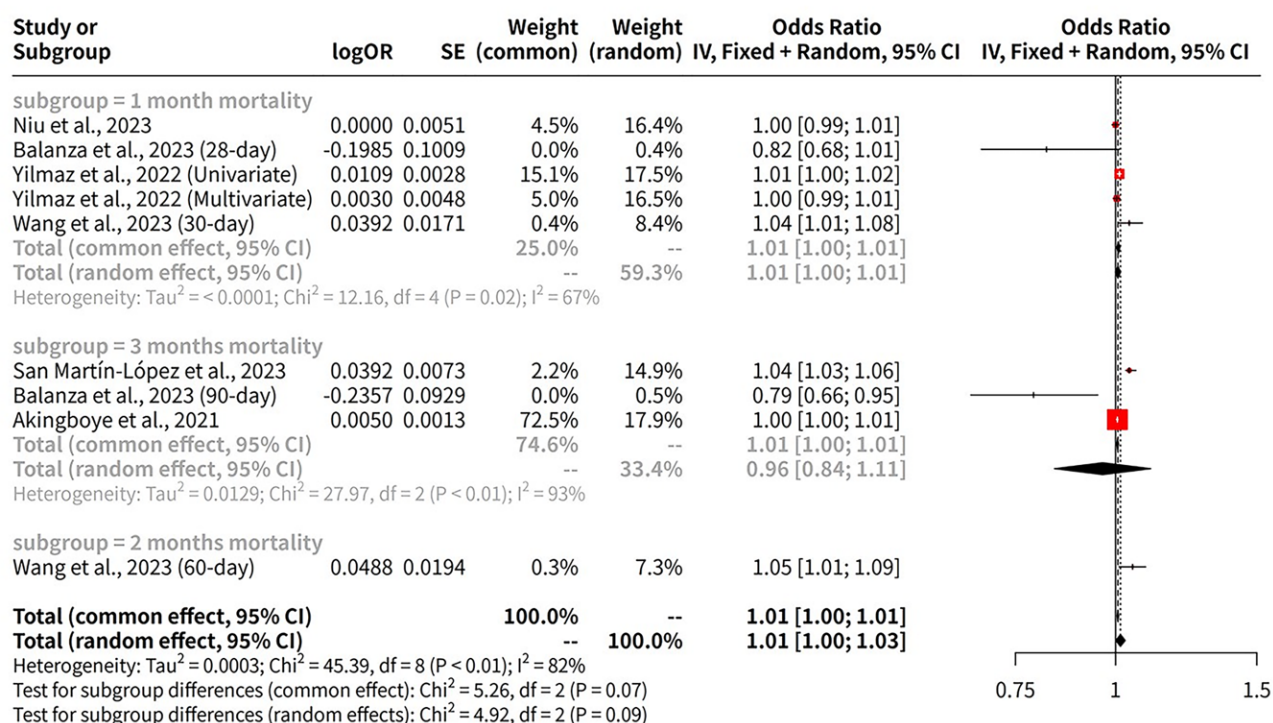 Study or Weight Weight Odds Ratio Odds Ratio
Subgroup logOR SE (common) (random) IV, Fixed + Random, 95% CI IV, Fixed + Random, 95% CI
subgroup = 1 month mortality
Niu et al., 2023 0.0000 0.0051 4.5% 16.4% 1.00 [0.99; 1.01]
Balanza et al., 2023 (28-day) -0.1985 0.1009 0.0% 0.4% 0.82 [0.68; 1.01]
Yilmaz et al., 2022 (Univariate) 0.0109 0.0028 15.1% 17.5% 1.01 [1.00; 1.02]
Yilmaz et al., 2022 (Multivariate) 0.0030 0.0048 5.0% 16.5% 1.00 [0.99; 1.01]
Wang et al., 2023 (30-day) 0.0392 0.0171 0.4% 8.4% 1.04 [1.01; 1.08]
Total (common effect, 95% CI) 25.0% -- 1.01 [1.00; 1.01]
Total (random effect, 95% CI) -- 59.3% 1.01 [1.00; 1.01]
Heterogeneity: Tau² = < 0.0001; Chi² = 12.16, df = 4 (P = 0.02); I² = 67%
subgroup = 3 months mortality
San Martín-López et al., 2023 0.0392 0.0073 2.2% 14.9% 1.04 [1.03; 1.06]
Balanza et al., 2023 (90-day) -0.2357 0.0929 0.0% 0.5% 0.79 [0.66; 0.95]
Akingboye et al., 2021 0.0050 0.0013 72.5% 17.9% 1.00 [1.00; 1.01]
Total (common effect, 95% CI) 74.6% -- 1.01 [1.00; 1.01]
Total (random effect, 95% CI) -- 33.4% 0.96 [0.84; 1.11]
Heterogeneity: Tau² = 0.0129; Chi² = 27.97, df = 2 (P < 0.01); I² = 93%
subgroup = 2 months mortality
Wang et al., 2023 (60-day) 0.0488 0.0194 0.3% 7.3% 1.05 [1.01; 1.09]
Total (common effect, 95% CI) 100.0% -- 1.01 [1.00; 1.01]
Total (random effect, 95% CI) -- 100.0% 1.01 [1.00; 1.03]
Heterogeneity: Tau² = 0.0003; Chi² = 45.39, df = 8 (P < 0.01); I² = 82%
Test for subgroup differences (common effect): Chi² = 5.26, df = 2 (P = 0.07) 0.75 1 1.5
Test for subgroup differences (random effects): Chi² = 4.92, df = 2 (P = 0.09)